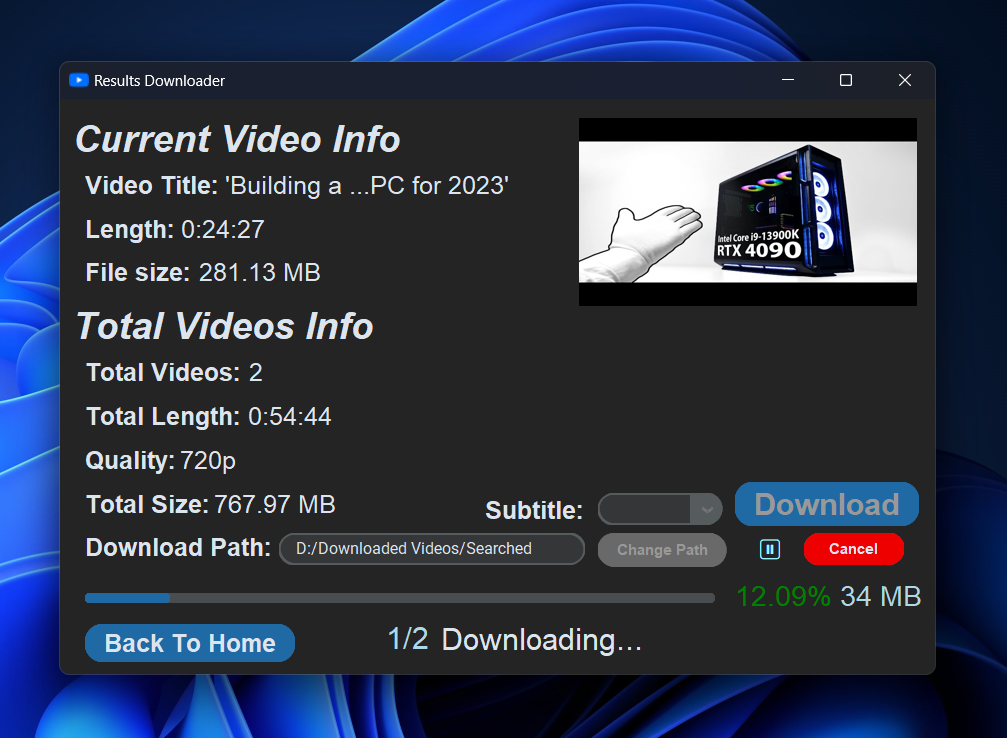 Results Downloader
Current Video Info
Video Title: 'Building a ...PC for 2023'
Length: 0:24:27
File size: 281.13 MB
Intel Core i9-13900K
RTX 4090
Total Videos Info
Total Videos: 2
Total Length: 0:54:44
Quality: 720p
Total Size: 767.97 MB
Subtitle:
Download
Download Path: D:/Downloaded Videos/Searched
Change Path
Cancel
12.09% 34 MB
Back To Home
1/2 Downloading...